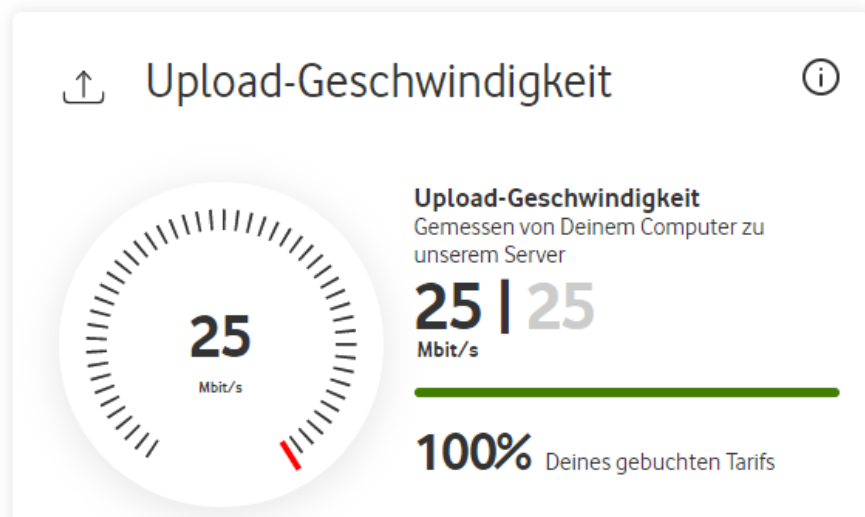 Upload-Geschwindigkeit
25
Mbit/s
Upload-Geschwindigkeit
Gemessen von Deinem Computer zu
unserem Server
25 | 25
Mbit/s
100% Deines gebuchten Tarifs